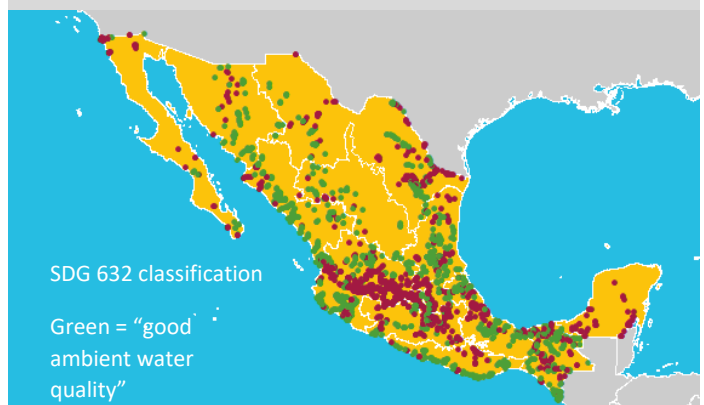 SDG 632 classification
Green = “good
ambient water
quality”